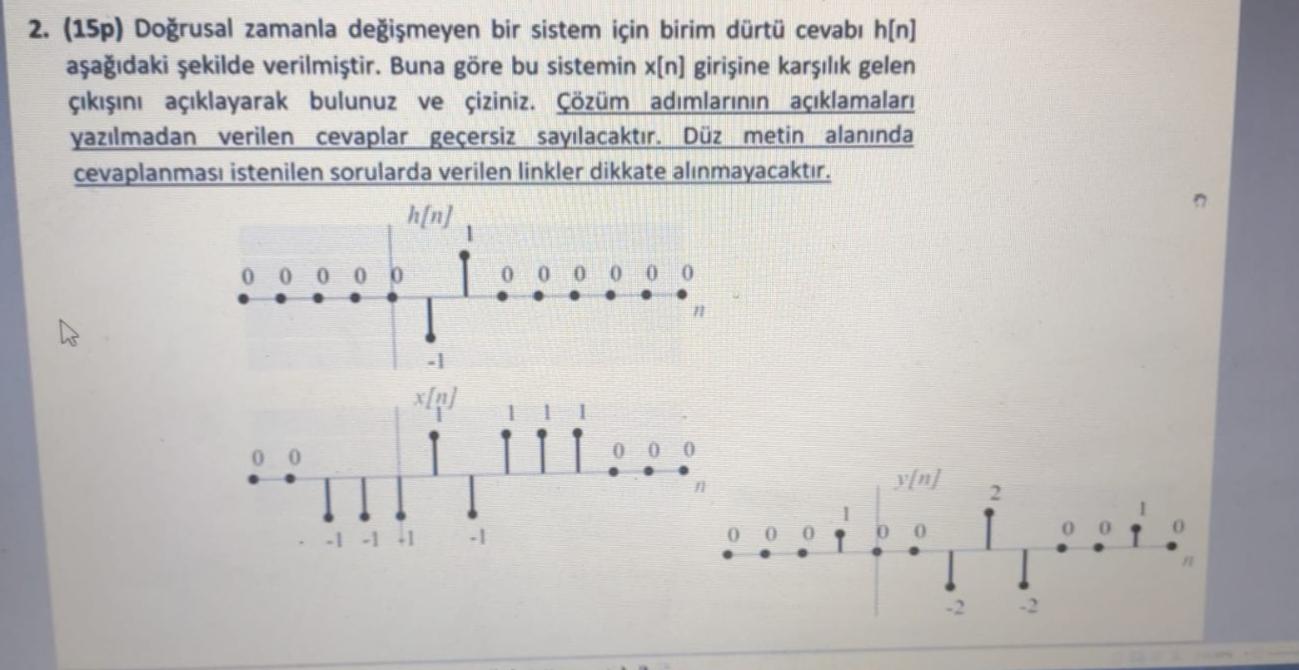 2. (15p) Doğrusal zamanla değişmeyen bir sistem için birim dürtü cevabı h[n]
aşağıdaki şekilde verilmiştir. Buna göre bu sistemin x[n] girişine karşılık gelen
çıkışını açıklayarak bulunuz ve çiziniz. Çözüm adımlarının açıklamaları
yazılmadan verilen cevaplar geçersiz sayılacaktır. Düz metin alanında
cevaplanması istenilen sorularda verilen linkler dikkate alınmayacaktır.
h[n]
1
0 0 0 0 0 0 0 0 0 0 0
n
-1
x[n]
1 1 1 1
0 0 0 0 0
n
-1 -1 -1 -1
y[n]
2
1 1
0 0 0 0 0 0 0 0
n
-2 -2